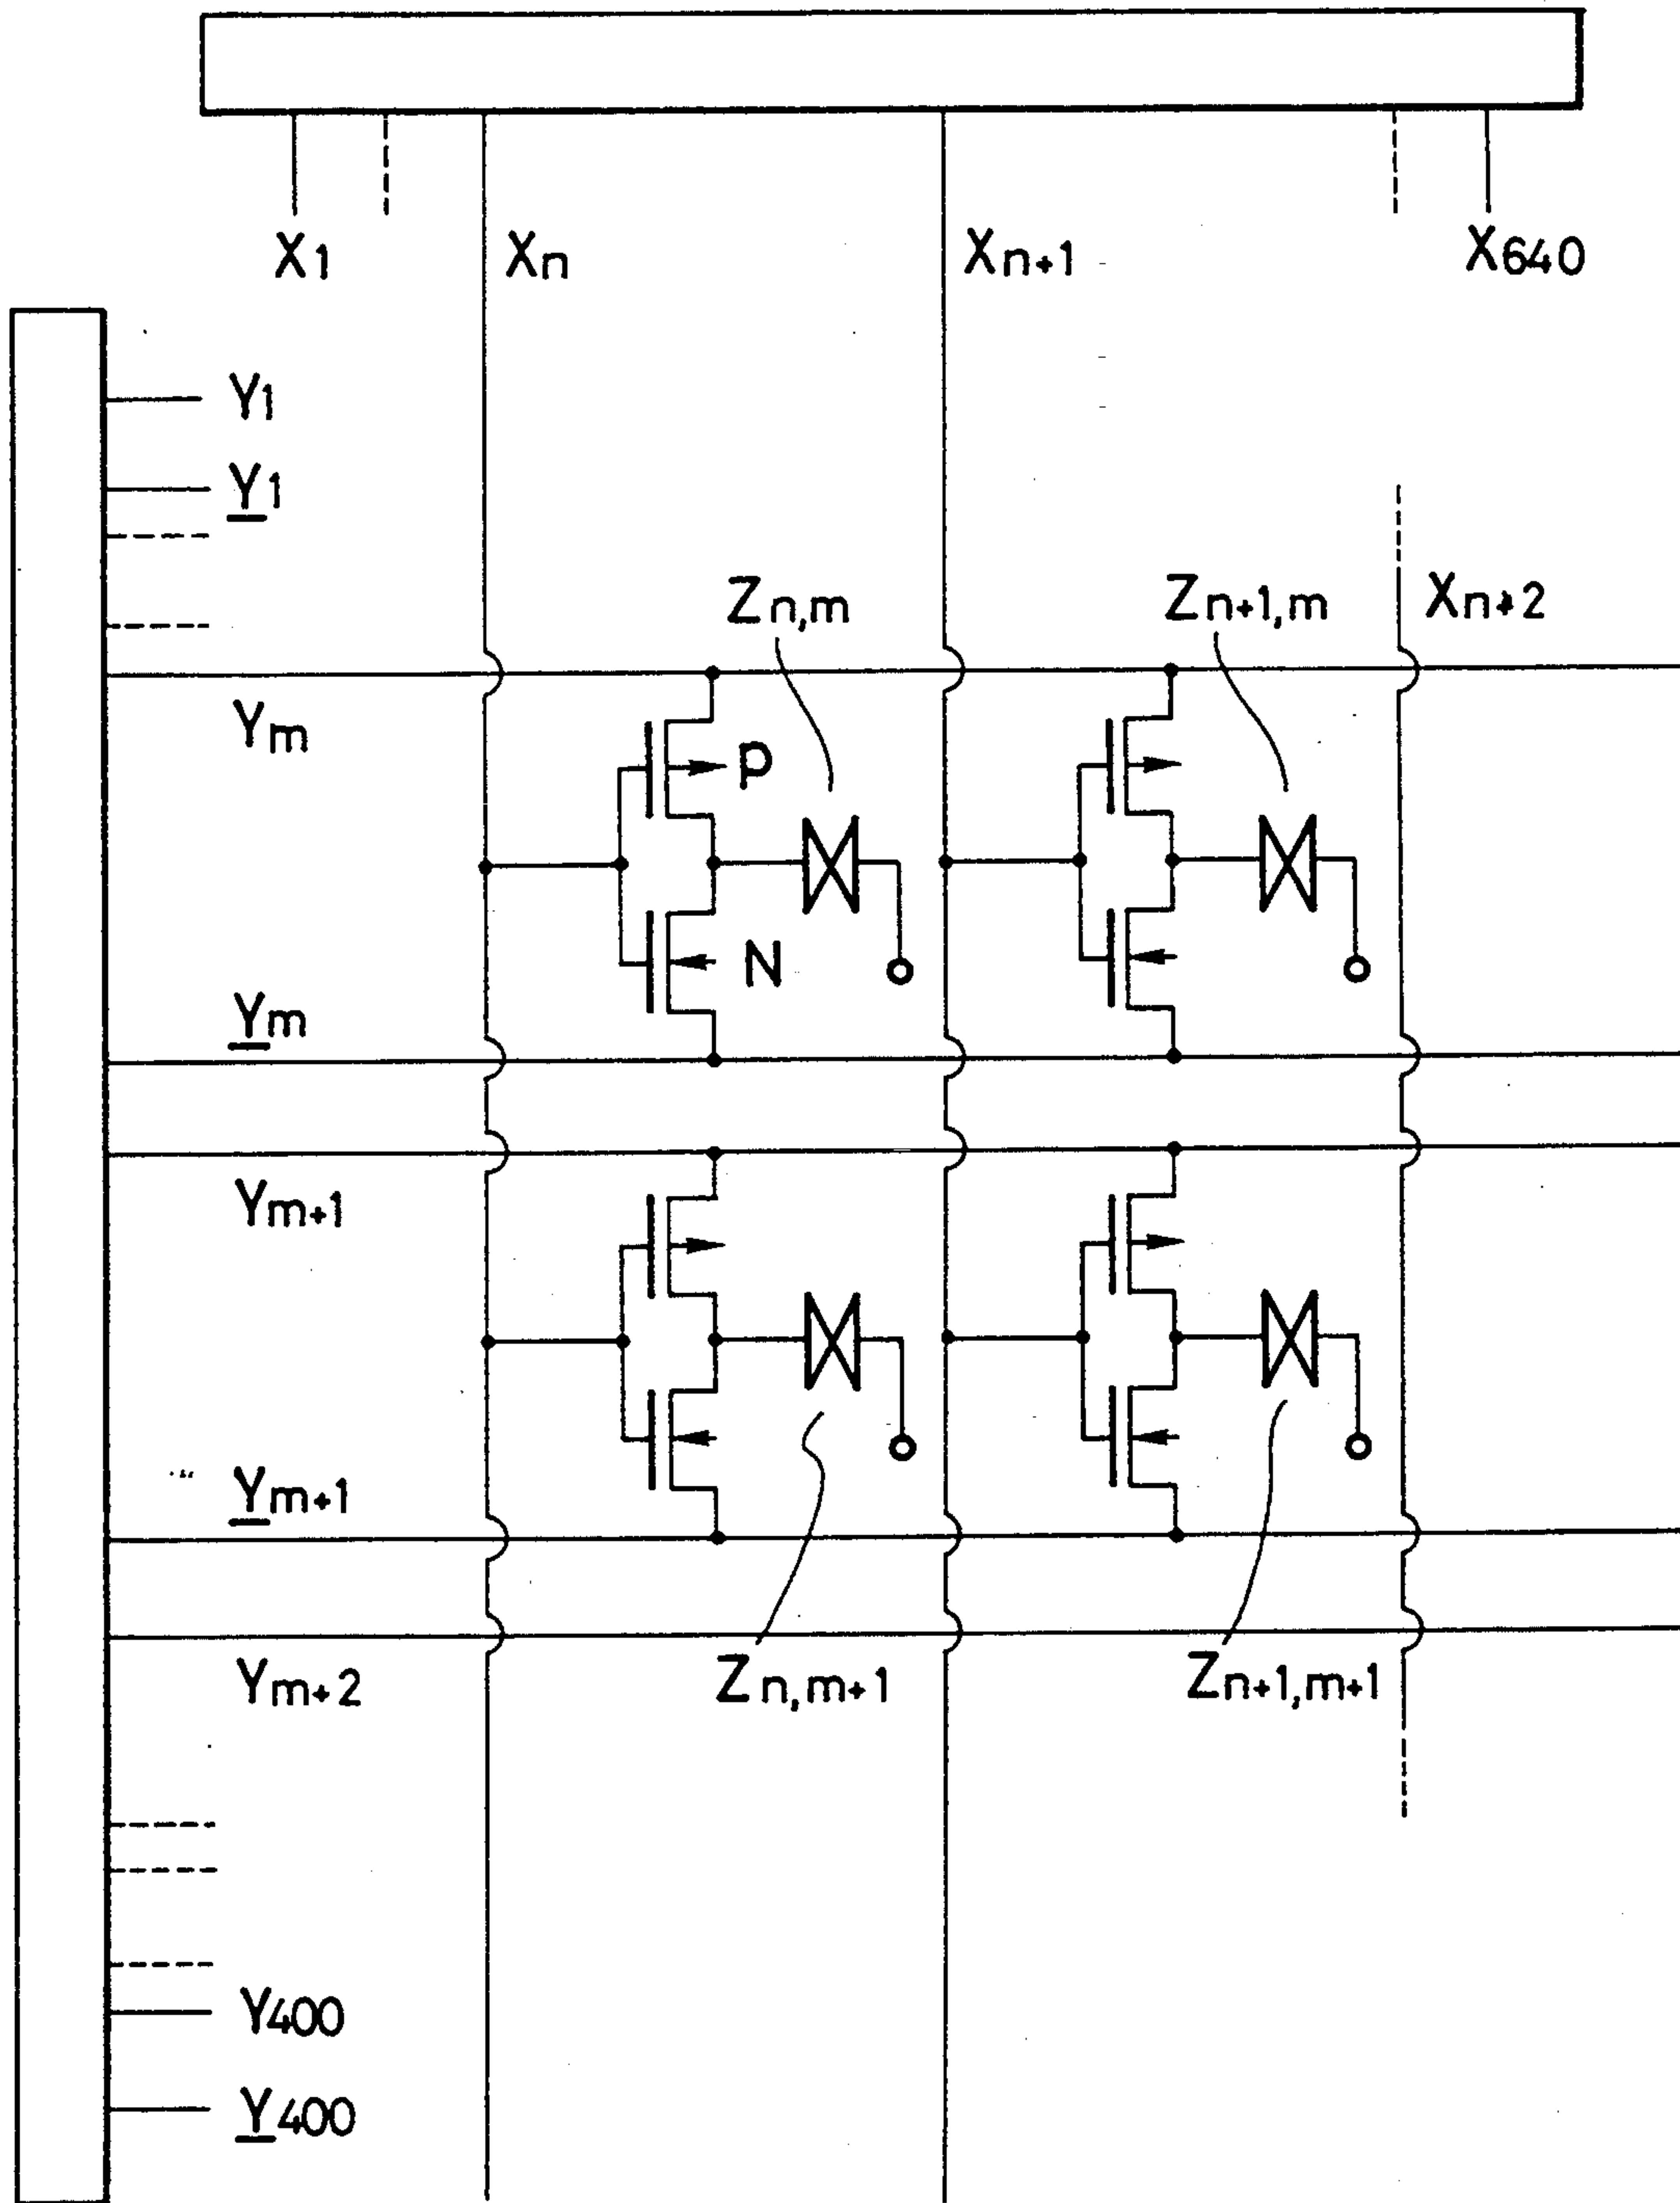 X1 Xn Xn+1 X640
Y1
Y1
Zn,m Zn+1,m Xn+2
Ym
P
N
Ym
Ym+1
Ym+1
Ym+2 Zn,m+1 Zn+1,m+1
Y400
Y400